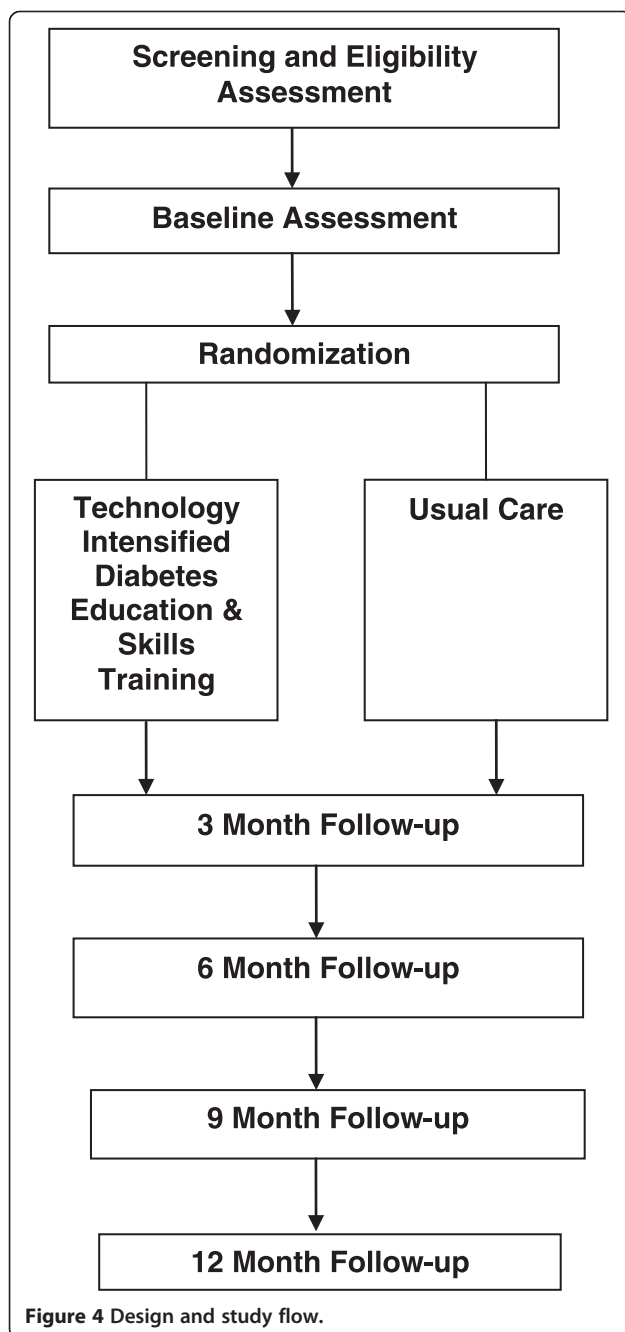 Screening and Eligibility
Assessment
Baseline Assessment
Randomization
Technology
Intensified
Diabetes
Education &
Skills
Training
Usual Care
3 Month Follow-up
6 Month Follow-up
9 Month Follow-up
12 Month Follow-up
Figure 4 Design and study flow.